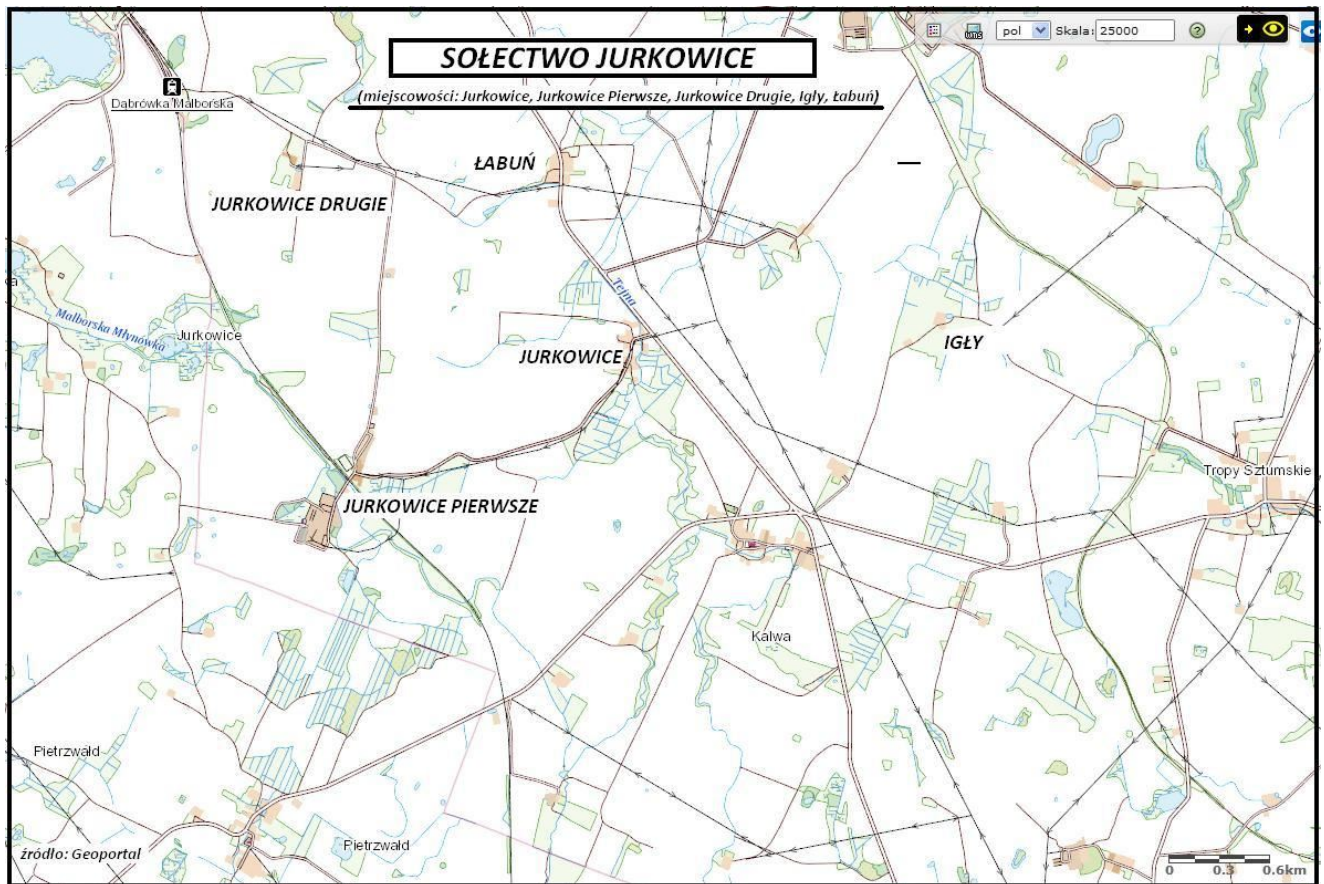 pol Skala: 25000 ?
SOŁECTWO JURKOWICE
(miejscowości: Jurkowice, Jurkowice Pierwsze, Jurkowice Drugie, Igły, Łabuń)
WMS
Dąbrówka Malborska
ŁABUŃ
JURKOWICE DRUGIE
Tejna
Malborska Młynówka
Jurkowice
JURKOWICE
IGŁY
Tropy Sztumskie
JURKOWICE PIERWSZE
Kalwa
Pietrzwałd
Pietrzwałd
źródło: Geoportal
0 0.3 0.6km